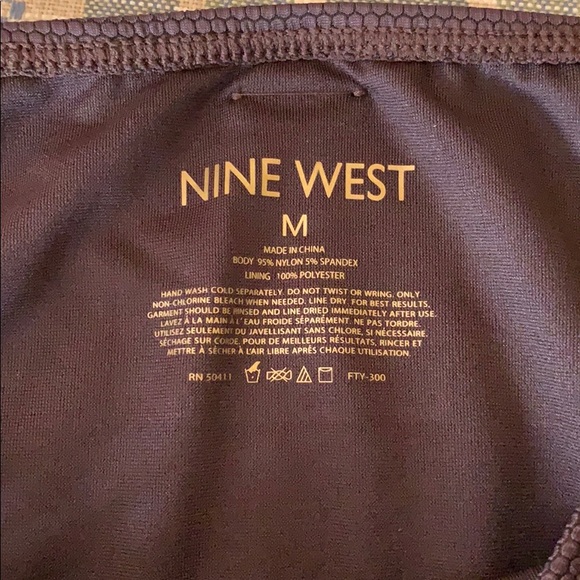 NINE WEST
M
MADE IN CHINA
BODY 95% NYLON 5% SPANDEX
LINING 100% POLYESTER
HAND WASH COLD SEPARATELY. DO NOT TWIST OR WRING. ONLY
NON-CHLORINE BLEACH WHEN NEEDED. LINE DRY. FOR BEST RESULTS,
GARMENT SHOULD BE RINSED AND LINE DRIED IMMEDIATELY AFTER USE.
LAVEZ À LA MAIN À L'EAU FROIDE SÉPARÉMENT. NE PAS TORDRE.
UTILISEZ SEULEMENT DU JAVELLISANT SANS CHLORE, SI NÉCESSAIRE.
SÉCHAGE SUR CORDE. POUR DE MEILLEURS RÉSULTATS, RINCER ET
METTRE À SÉCHER À L'AIR LIBRE APRÈS CHAQUE UTILISATION.
RN 50411 FTY-300